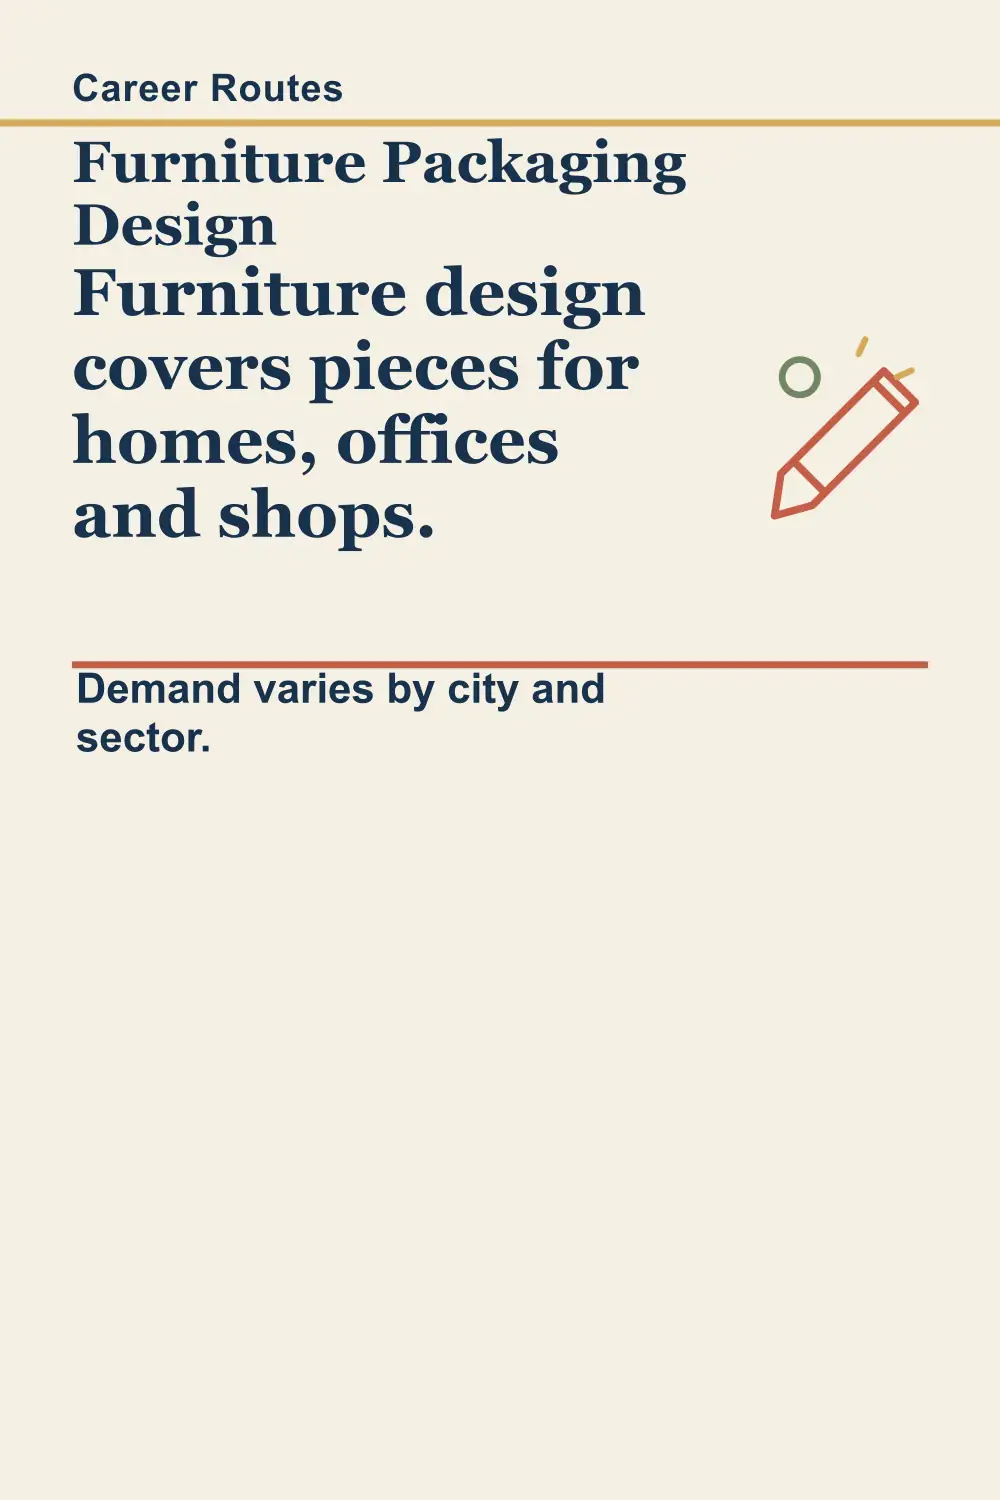 Career Routes
Furniture Packaging
Design
Furniture design
covers pieces for
homes, offices
and shops.
Demand varies by city and
sector.